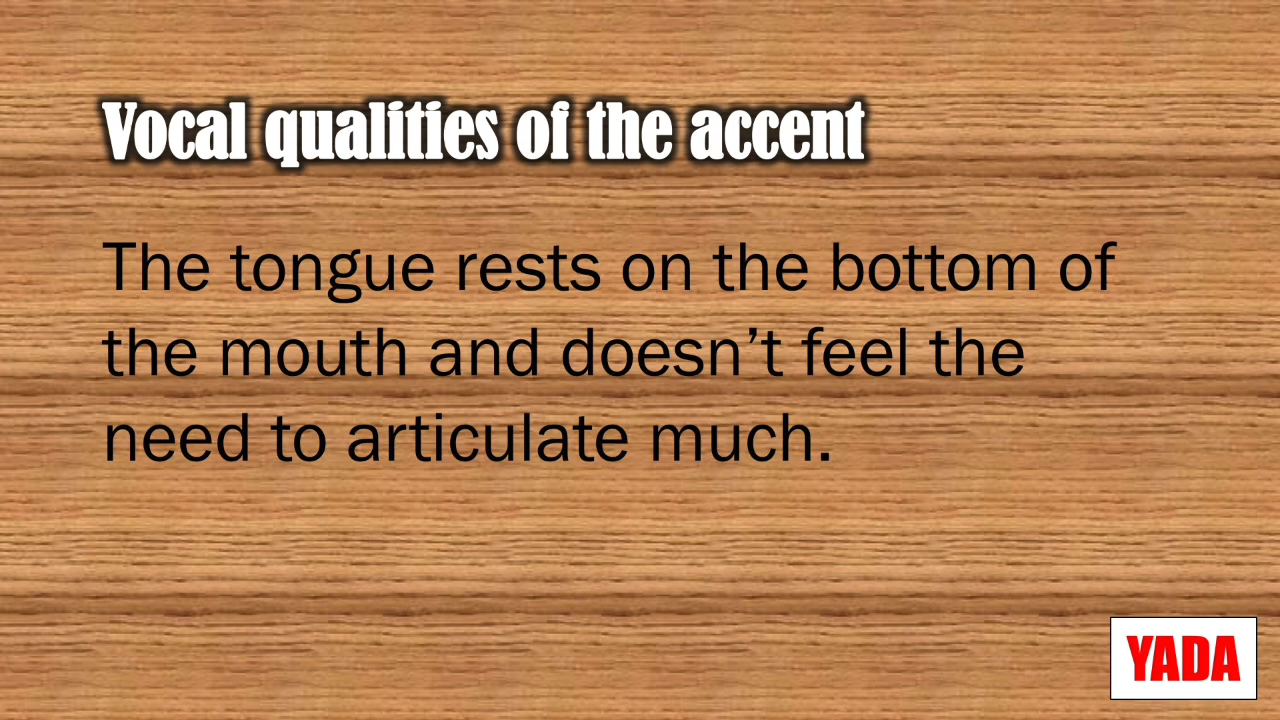 Vocal qualities of the accent
The tongue rests on the bottom of
the mouth and doesn’t feel the
need to articulate much.
YADA